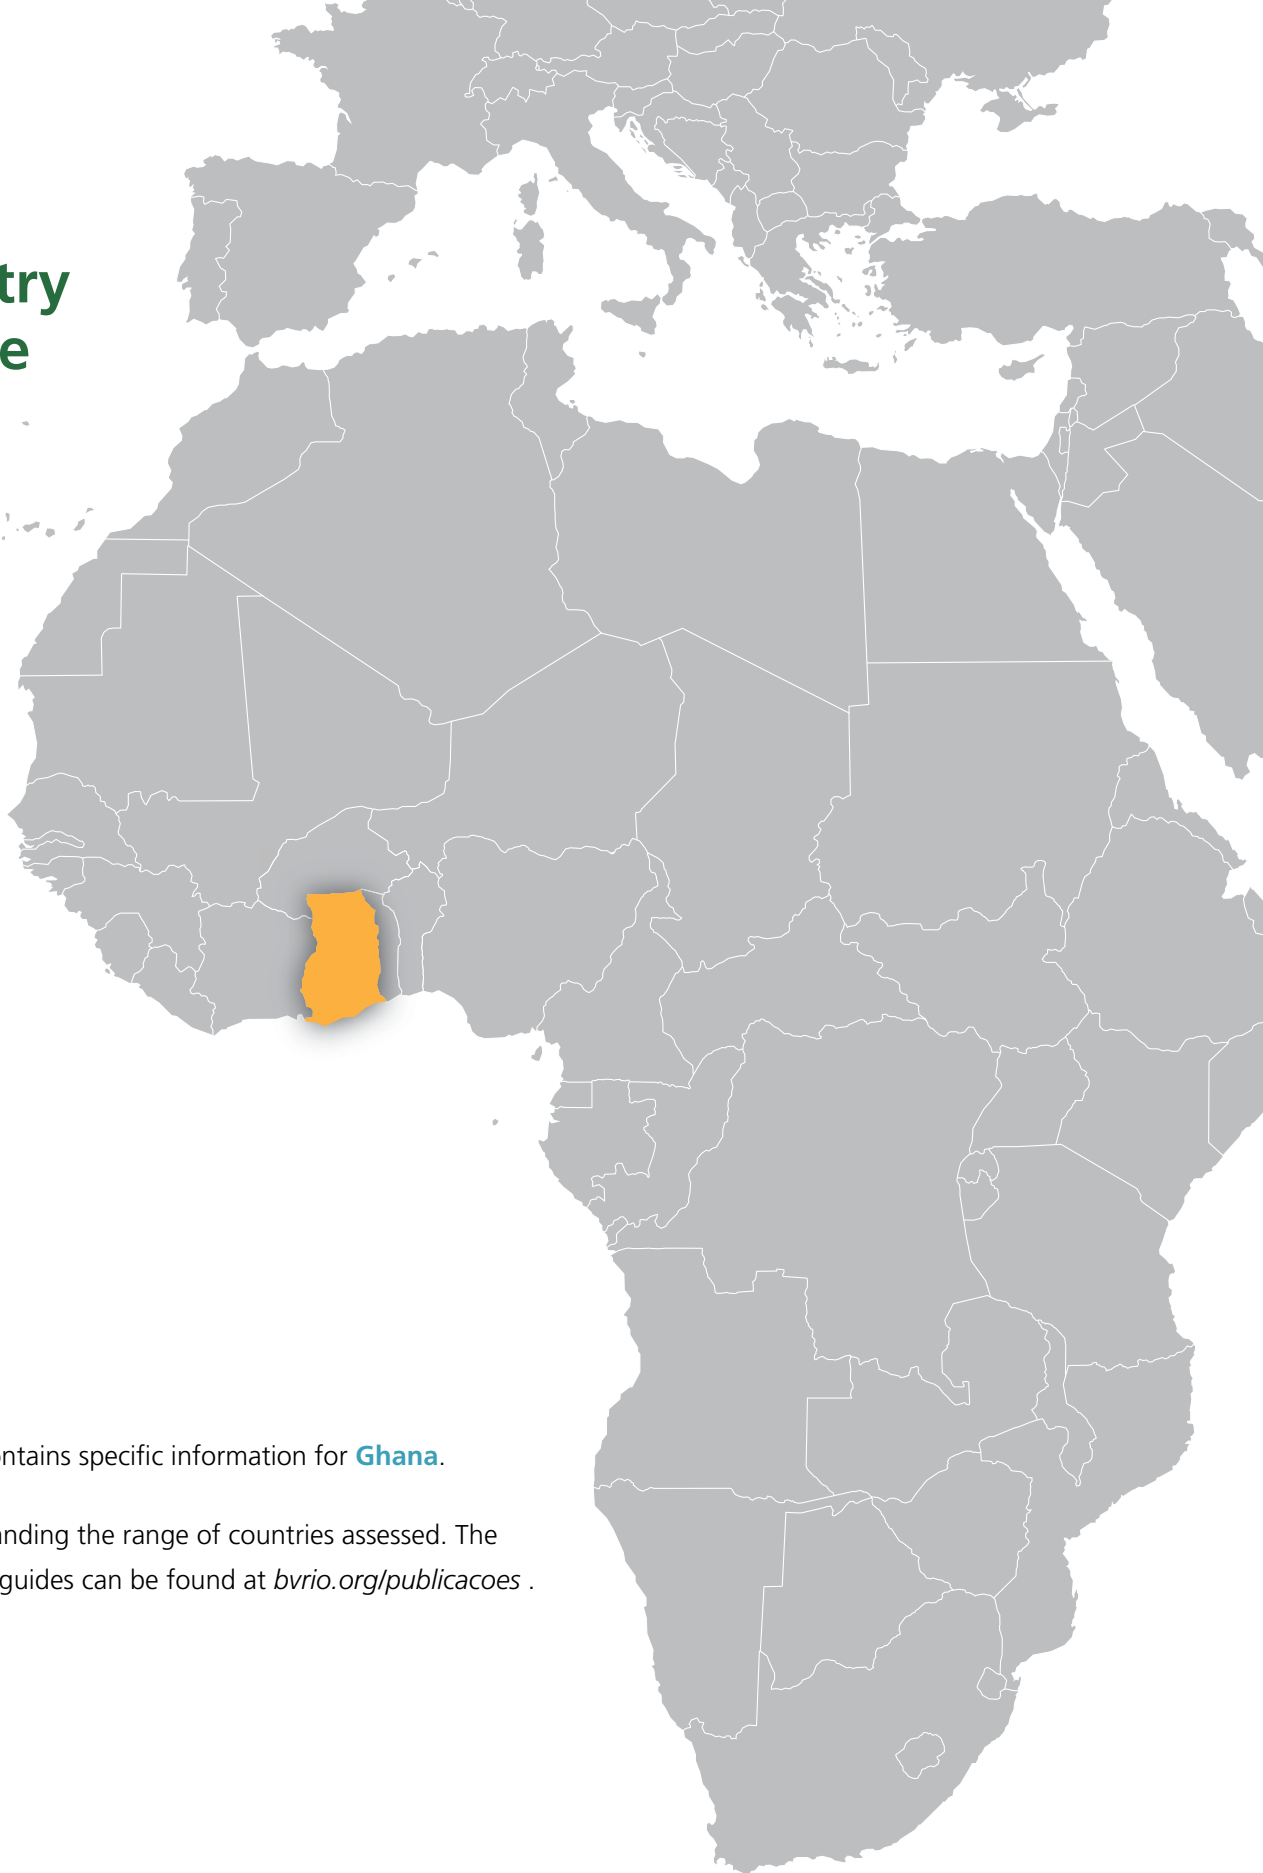 try
e
ntains specific information for Ghana.
nding the range of countries assessed. The
guides can be found at bvrio.org/publicacoes .